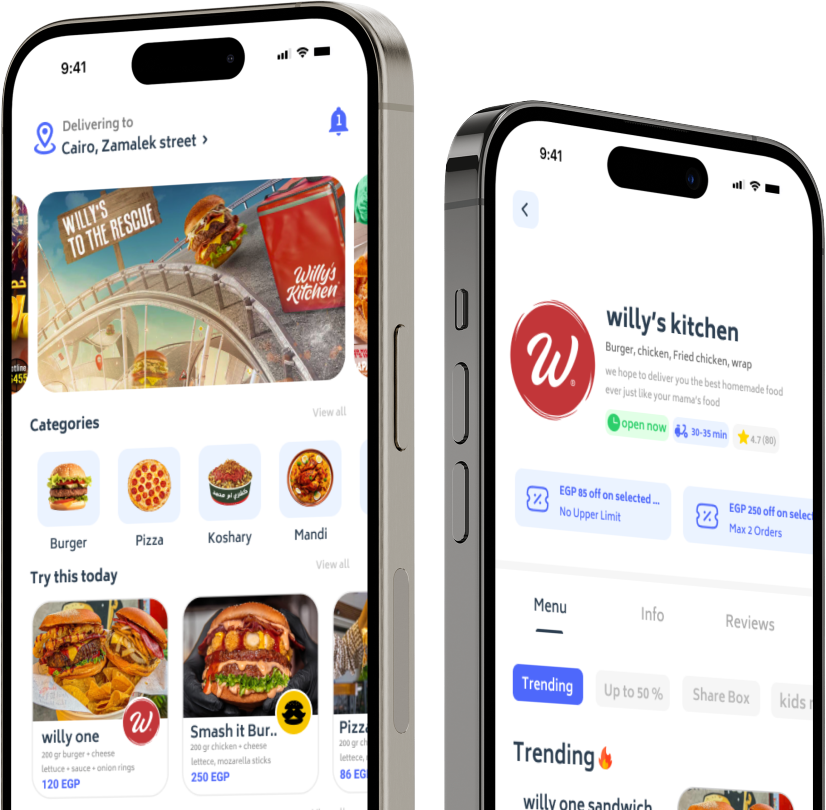 9:41
Delivering to
Cairo, Zamalek street
1
WILLY'S
TO THE RESCUE
Willy's
Kitchen
Categories
View all
Burger
Pizza
Koshary
Mandi
Try this today
View all
W
willy one
200 gr burger • cheese
lettuce • sauce • onion rings
120 EGP
Smash it Bur..
200 gr chicken • cheese
lettece, mozarella sticks
250 EGP
Pizza
200 gr
lettece,
86 EG
9:41
W
®
willy's kitchen
Burger, chicken, Fried chicken, wrap
we hope to deliver you the best homemade food
ever just like your mama's food
open now
30-35 min
4.7 (80)
EGP 85 off on selected ...
No Upper Limit
EGP 250 off on select
Max 2 Orders
Menu
Info
Reviews
Trending
Up to 50 %
Share Box
kids
Trending
willy one sandwich